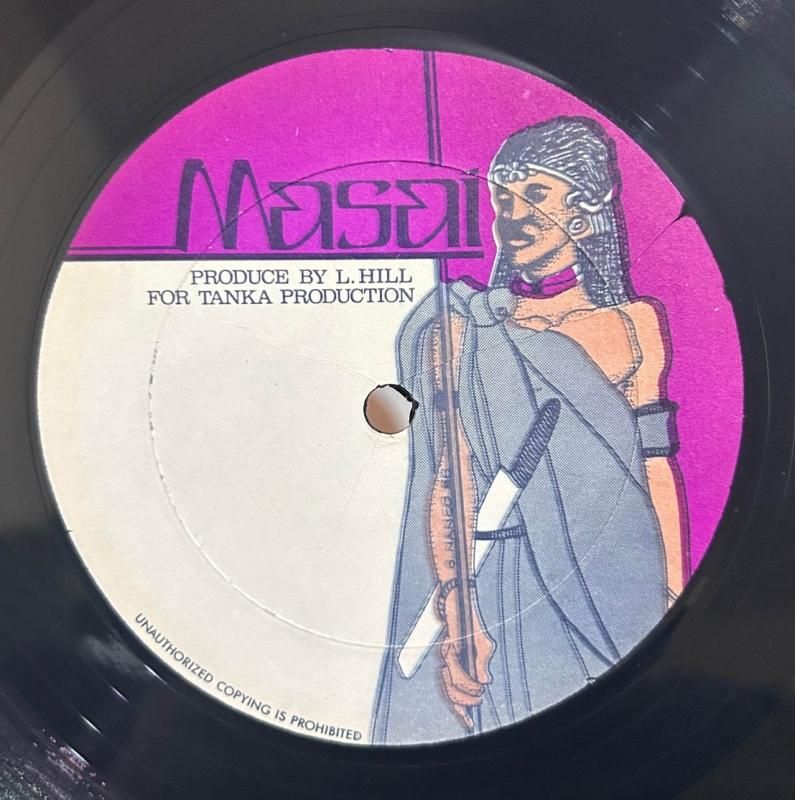 Masai
PRODUCE BY L. HILL
FOR TANKA PRODUCTION
UNAUTHORIZED COPYING IS PROHIBITED